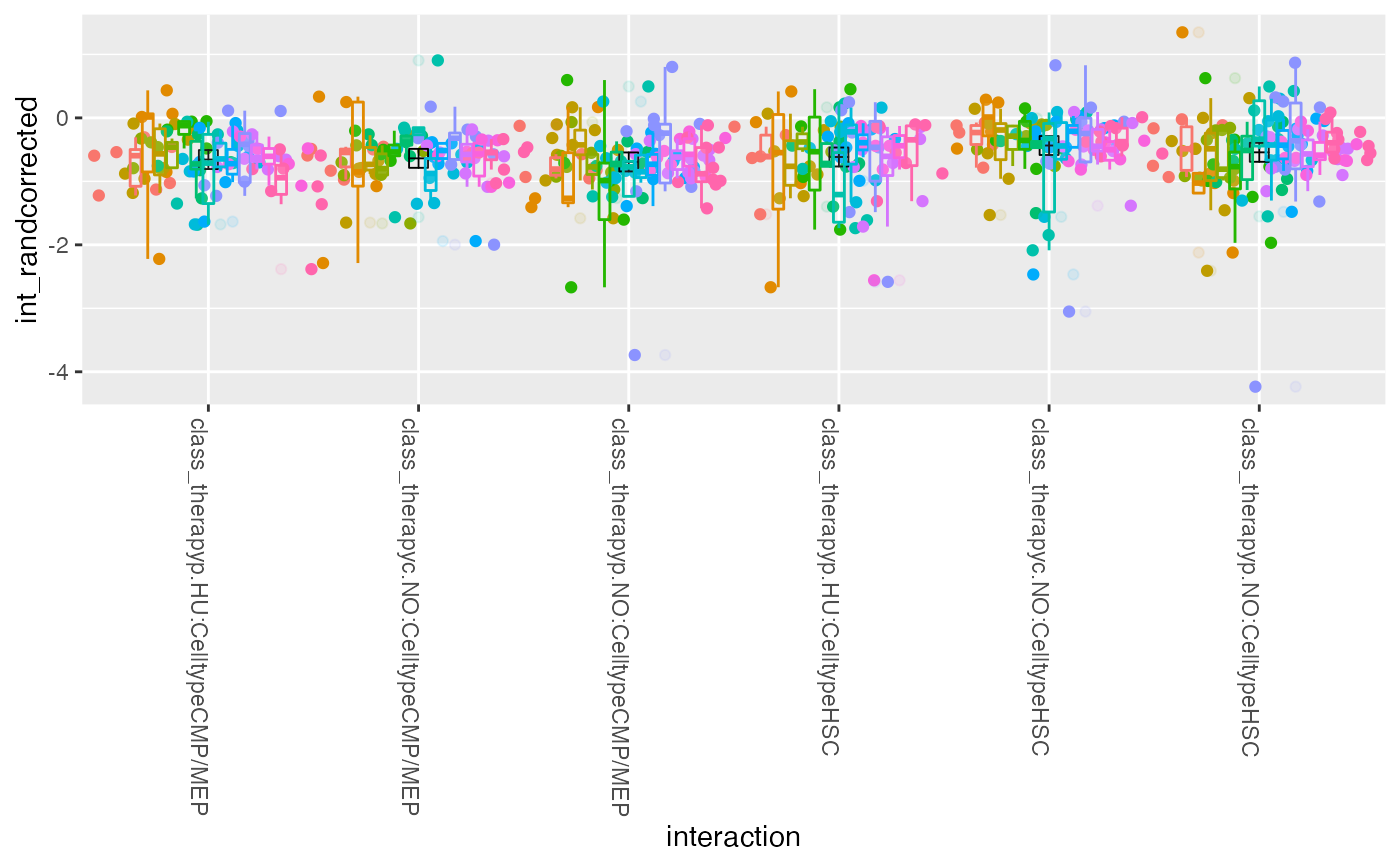 int_randcorrected
0
-2
-4
class_therapyp.HU:CelltypeCMP/MEP
class_therapyc.NO:CelltypeCMP/MEP
class_therapyp.NO:CelltypeCMP/MEP
class_therapyp.HU:CelltypeHSC
class_therapyc.NO:CelltypeHSC
class_therapyp.NO:CelltypeHSC
interaction